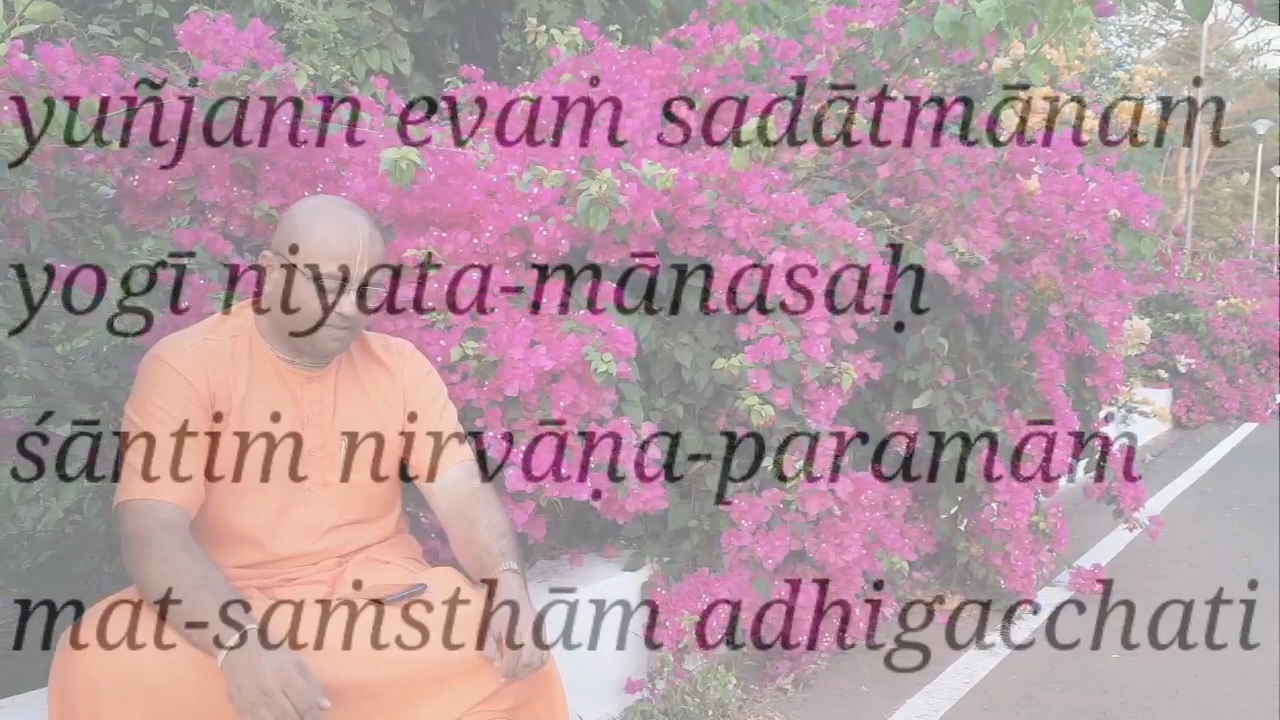 yuñjann evaṁ sadātmānaṁ
yogī niyata-mānasaḥ
śāntiṁ nirvāṇa-paramāṁ
mat-saṁsthām adhigacchati